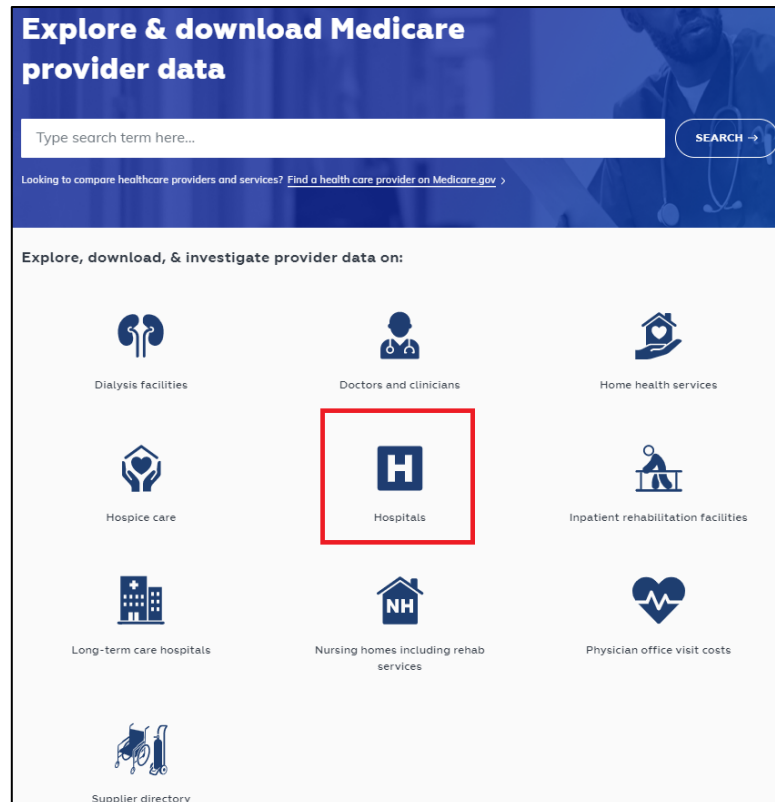 Explore & download Medicare
provider data
Type search term here...
SEARCH →
Looking to compare healthcare providers and services? Find a health care provider on Medicare.gov >
Explore, download, & investigate provider data on:
Dialysis facilities
Doctors and clinicians
Home health services
Hospice care
H
Hospitals
Inpatient rehabilitation facilities
Long-term care hospitals
NH
Nursing homes including rehab
services
Physician office visit costs
Supplier directory